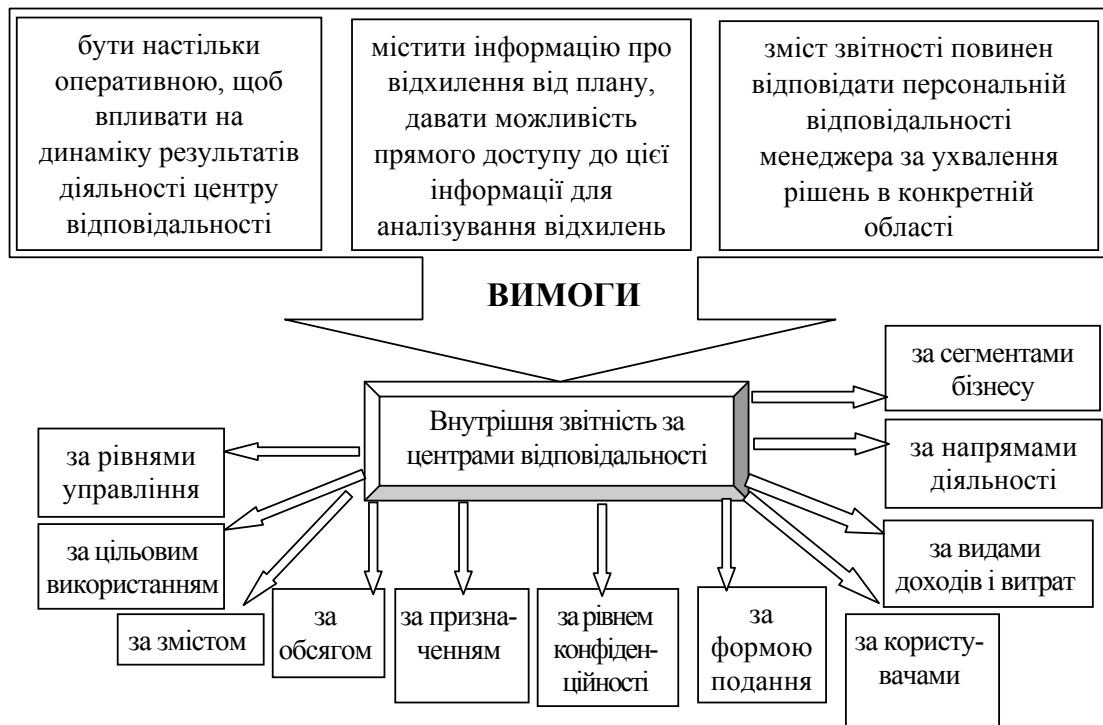 бути настільки
оперативною, щоб
впливати на
динаміку результатів
діяльності центру
відповідальності
містити інформацію про
відхилення від плану,
давати можливість
прямого доступу до цієї
інформації для
аналізування відхилень
зміст звітності повинен
відповідати персональній
відповідальності
менеджера за ухвалення
рішень в конкретній
області
ВИМОГИ
Внутрішня звітність за
центрами відповідальності
за сегментами
бізнесу
за напрямами
діяльності
за рівнями
управління
за цільовим
використанням
за видами
доходів і витрат
за змістом
за
обсягом
за призна-
ченням
за рівнем
конфіден-
ційності
за
формою
подання
за користу-
вачами